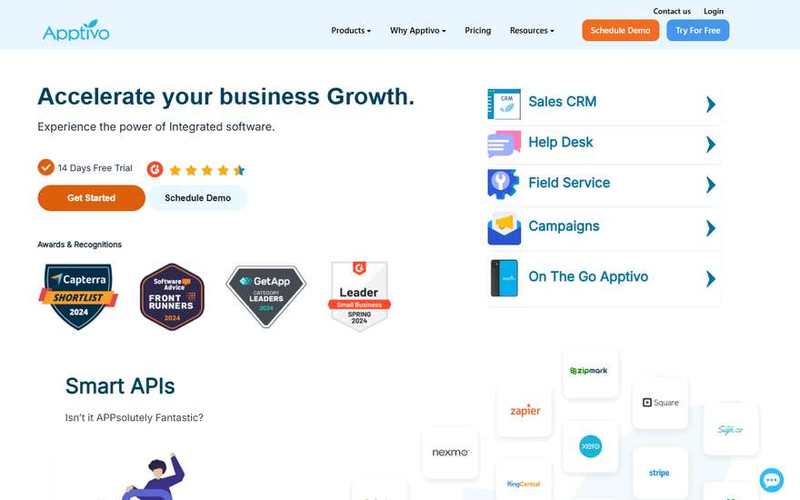 Contact us Login
Apptivo
Products Why Apptivo Pricing Resources Schedule Demo Try For Free
Accelerate your business Growth.
Experience the power of Integrated software.
14 Days Free Trial
Get Started Schedule Demo
Awards & Recognitions
Capterra
SHORTLIST
2024
Software Advice
FRONT RUNNERS
2024
GetApp
CATEGORY
LEADERS
2024
Leader
Small Business
SPRING
2024
CRM
Sales CRM
Help Desk
Field Service
Campaigns
On The Go Apptivo
Smart APIs
Isn't it APPsolutely Fantastic?
zipmark
zapier
Square
nexmo
xero
RingCentral
stripe